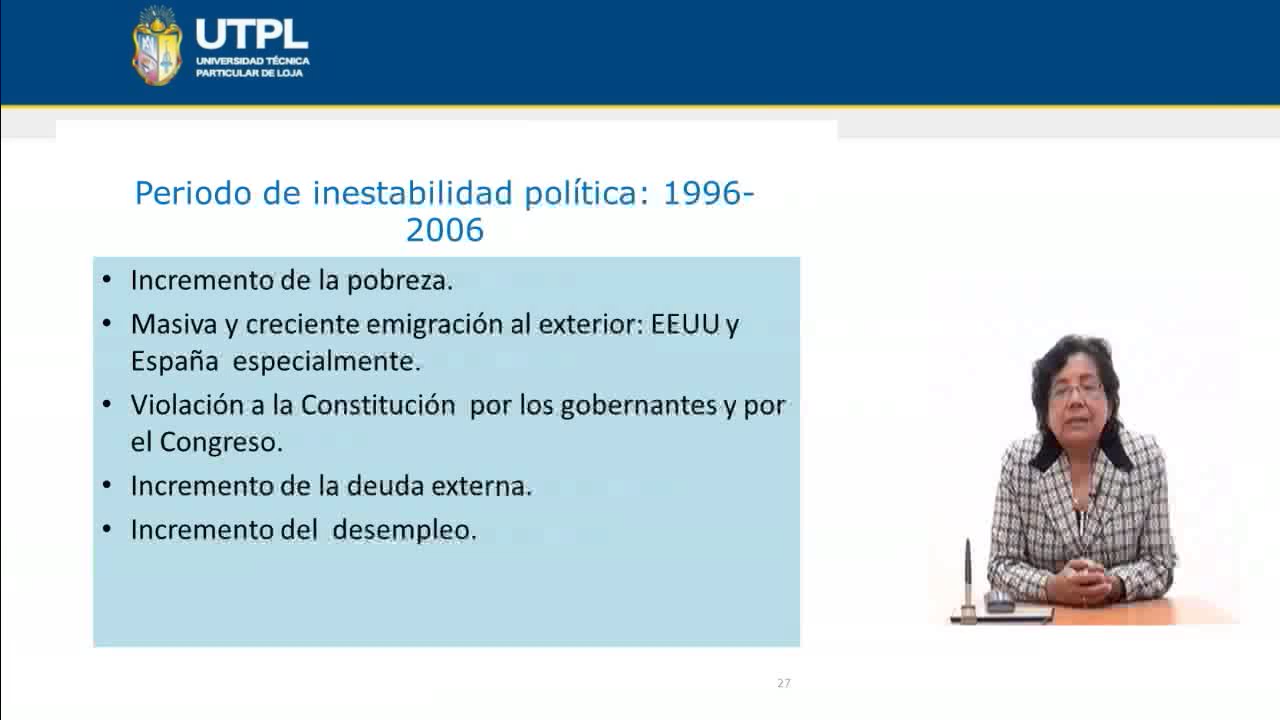 UTPL
UNIVERSIDAD TÉCNICA
PARTICULAR DE LOJA
Periodo de inestabilidad política: 1996-
2006
• Incremento de la pobreza.
• Masiva y creciente emigración al exterior: EEUU y
España especialmente.
• Violación a la Constitución por los gobernantes y por
el Congreso.
• Incremento de la deuda externa.
• Incremento del desempleo.
27